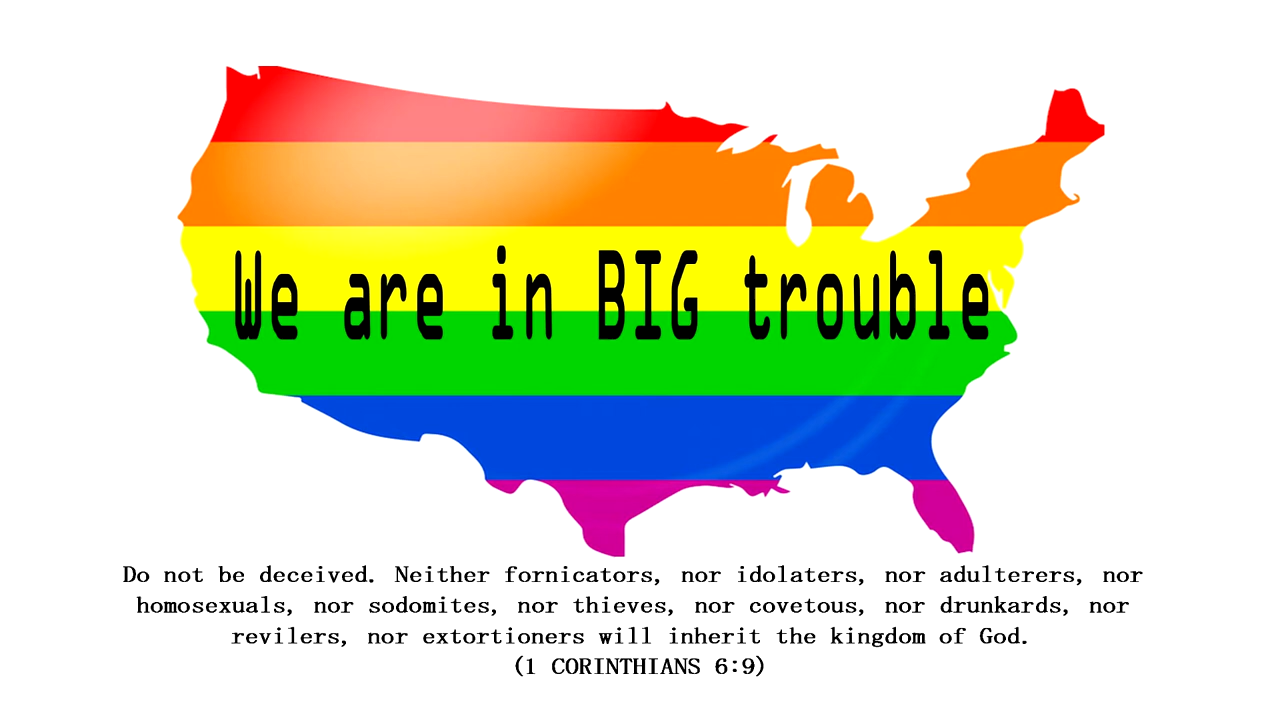 We are in BIG trouble
Do not be deceived. Neither fornicators, nor idolaters, nor adulterers, nor
homosexuals, nor sodomites, nor thieves, nor covetous, nor drunkards, nor
revilers, nor extortioners will inherit the kingdom of God.
(1 CORINTHIANS 6:9)